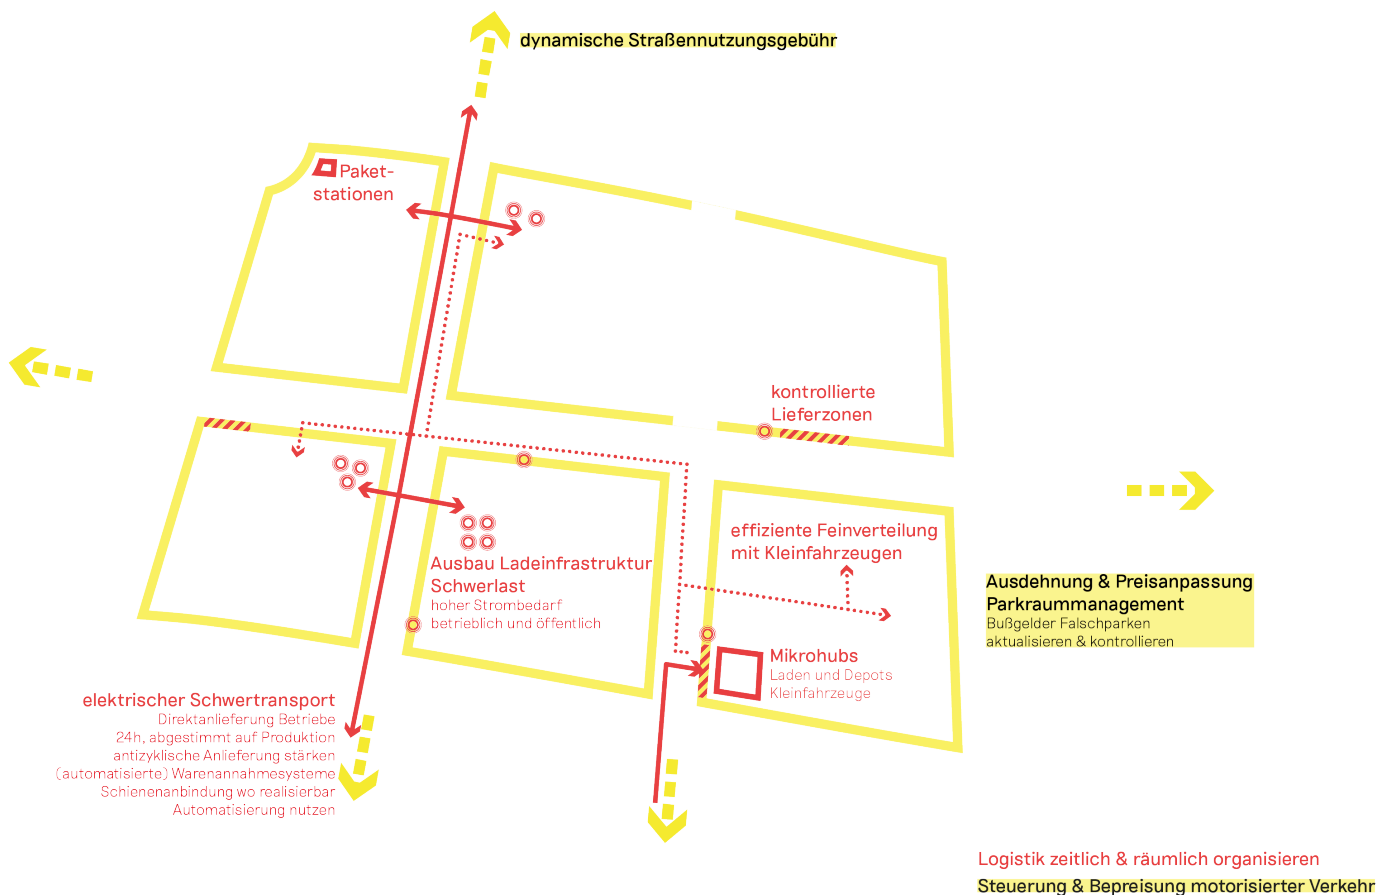 dynamische Straßennutzungsgebühr
Paket-
stationen
kontrollierte
Lieferzonen
effiziente Feinverteilung
mit Kleinfahrzeugen
Ausbau Ladeinfrastruktur
Schwerlast
hoher Strombedarf
betrieblich und öffentlich
Ausdehnung & Preisanpassung
Parkraummanagement
Bußgelder Falschparken
aktualisieren & kontrollieren
Mikrohubs
Laden und Depots
Kleinfahrzeuge
elektrischer Schwertransport
Direktanlieferung Betriebe
24h, abgestimmt auf Produktion
antizyklische Anlieferung stärken
(automatisierte) Warenannahmesysteme
Schienenanbindung wo realisierbar
Automatisierung nutzen
Logistik zeitlich & räumlich organisieren
Steuerung & Bepreisung motorisierter Verkehr